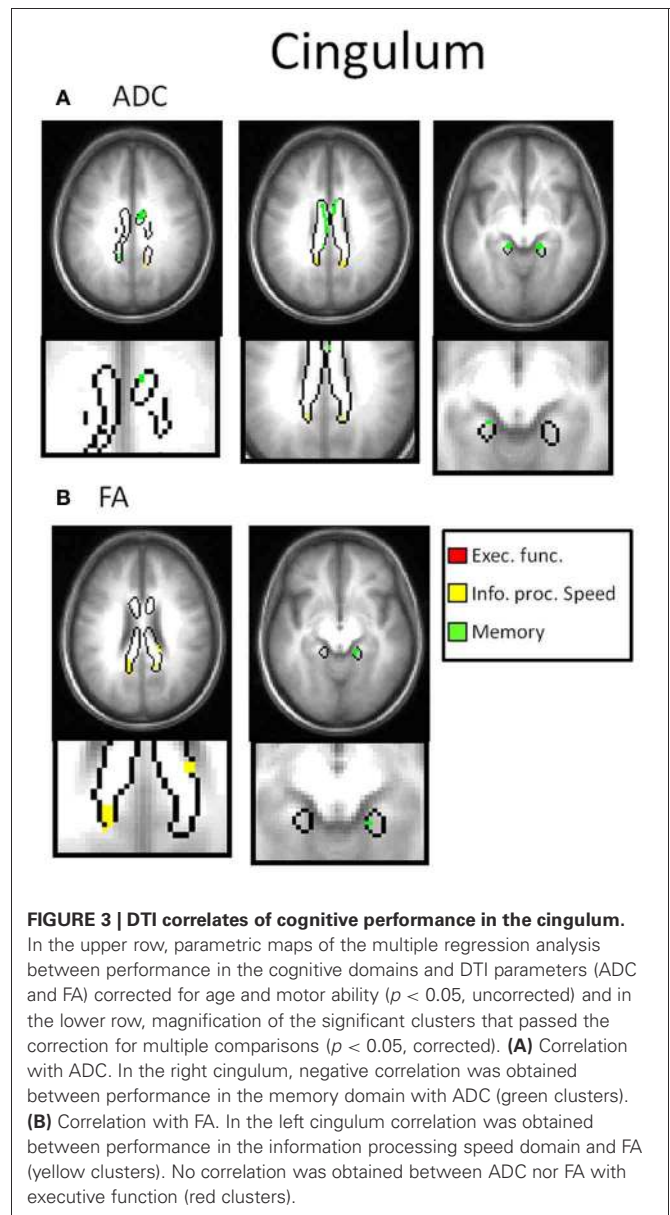 Cingulum
A ADC
B FA
Exec. func.
Info. proc. Speed
Memory
FIGURE 3 | DTI correlates of cognitive performance in the cingulum.
In the upper row, parametric maps of the multiple regression analysis
between performance in the cognitive domains and DTI parameters (ADC
and FA) corrected for age and motor ability (p < 0.05, uncorrected) and in
the lower row, magnification of the significant clusters that passed the
correction for multiple comparisons (p < 0.05, corrected). (A) Correlation
with ADC. In the right cingulum, negative correlation was obtained
between performance in the memory domain with ADC (green clusters).
(B) Correlation with FA. In the left cingulum correlation was obtained
between performance in the information processing speed domain and FA
(yellow clusters). No correlation was obtained between ADC nor FA with
executive function (red clusters).